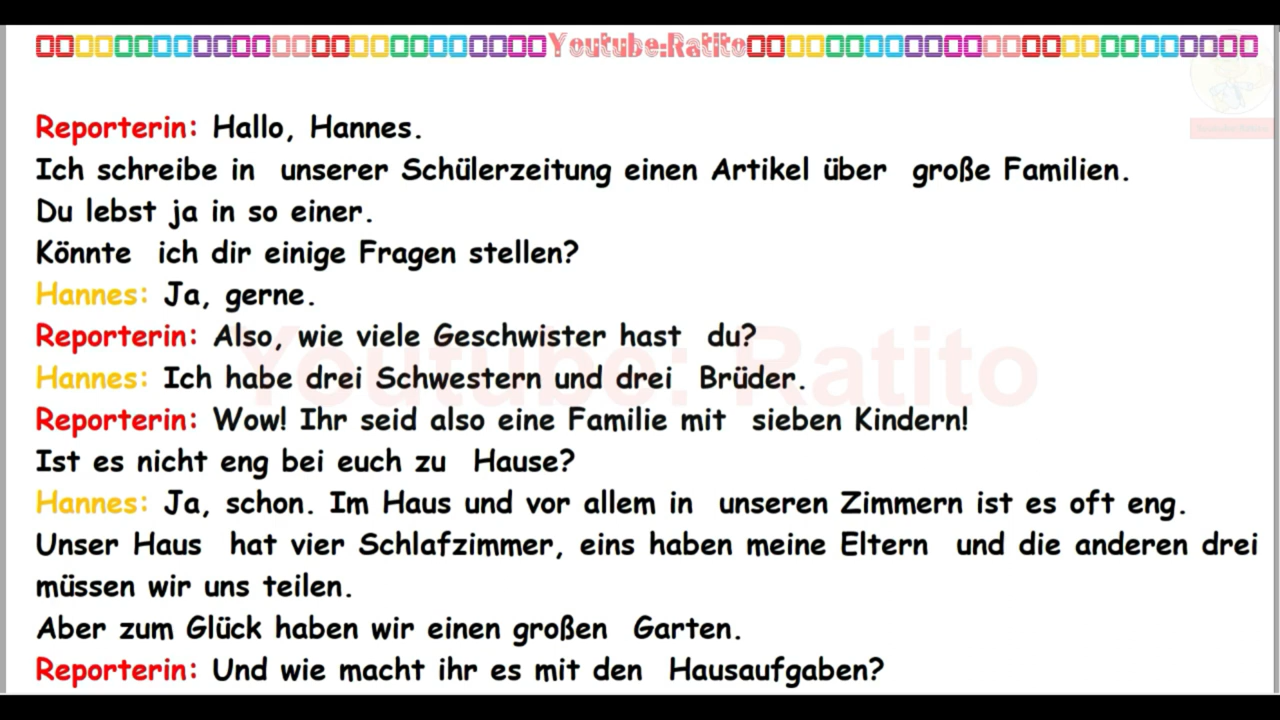 Youtube:Ratito
Reporterin: Hallo, Hannes.
Ich schreibe in unserer Schülerzeitung einen Artikel über große Familien.
Du lebst ja in so einer.
Könnte ich dir einige Fragen stellen?
Hannes: Ja, gerne.
Reporterin: Also, wie viele Geschwister hast du?
Hannes: Ich habe drei Schwestern und drei Brüder.
Reporterin: Wow! Ihr seid also eine Familie mit sieben Kindern!
Ist es nicht eng bei euch zu Hause?
Hannes: Ja, schon. Im Haus und vor allem in unseren Zimmern ist es oft eng.
Unser Haus hat vier Schlafzimmer, eins haben meine Eltern und die anderen drei
müssen wir uns teilen.
Aber zum Glück haben wir einen großen Garten.
Reporterin: Und wie macht ihr es mit den Hausaufgaben?
Youtube: Ratito